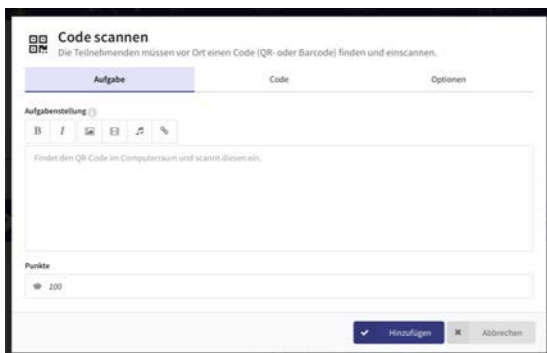 Code scannen
Die Teilnehmenden müssen vor Ort einen Code (QR- oder Barcode) finden und einscannen.
Aufgabe Code Optionen
Aufgabenstellung
B I
Findet den QR-Code im Computerraum und scannt diesen ein.
Punkte
100
Hinzufügen Abbrechen